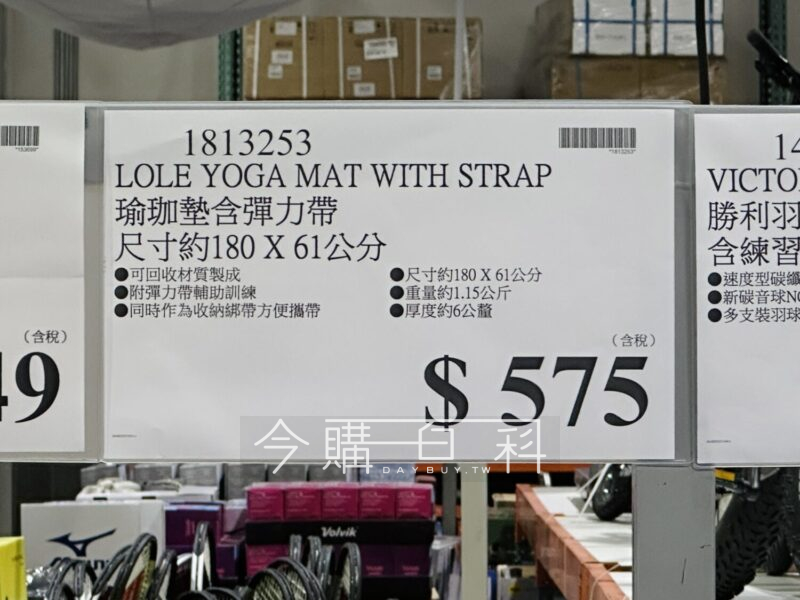 1813253
*1813253*
LOLE YOGA MAT WITH STRAP
瑜珈墊含彈力帶
尺寸約180 X 61公分
●可回收材質製成
●附彈力帶輔助訓練
●同時作為收納綁帶方便攜帶
●尺寸約180 X 61公分
●重量約1.15公斤
●厚度約6公釐
(含稅)
$ 575
(含稅)
49
14
VICTO
勝利羽
含練習
●速度型碳纖
●新碳音球NO
●多支裝羽球
今購百科
DAYBUY.TW
Volvik